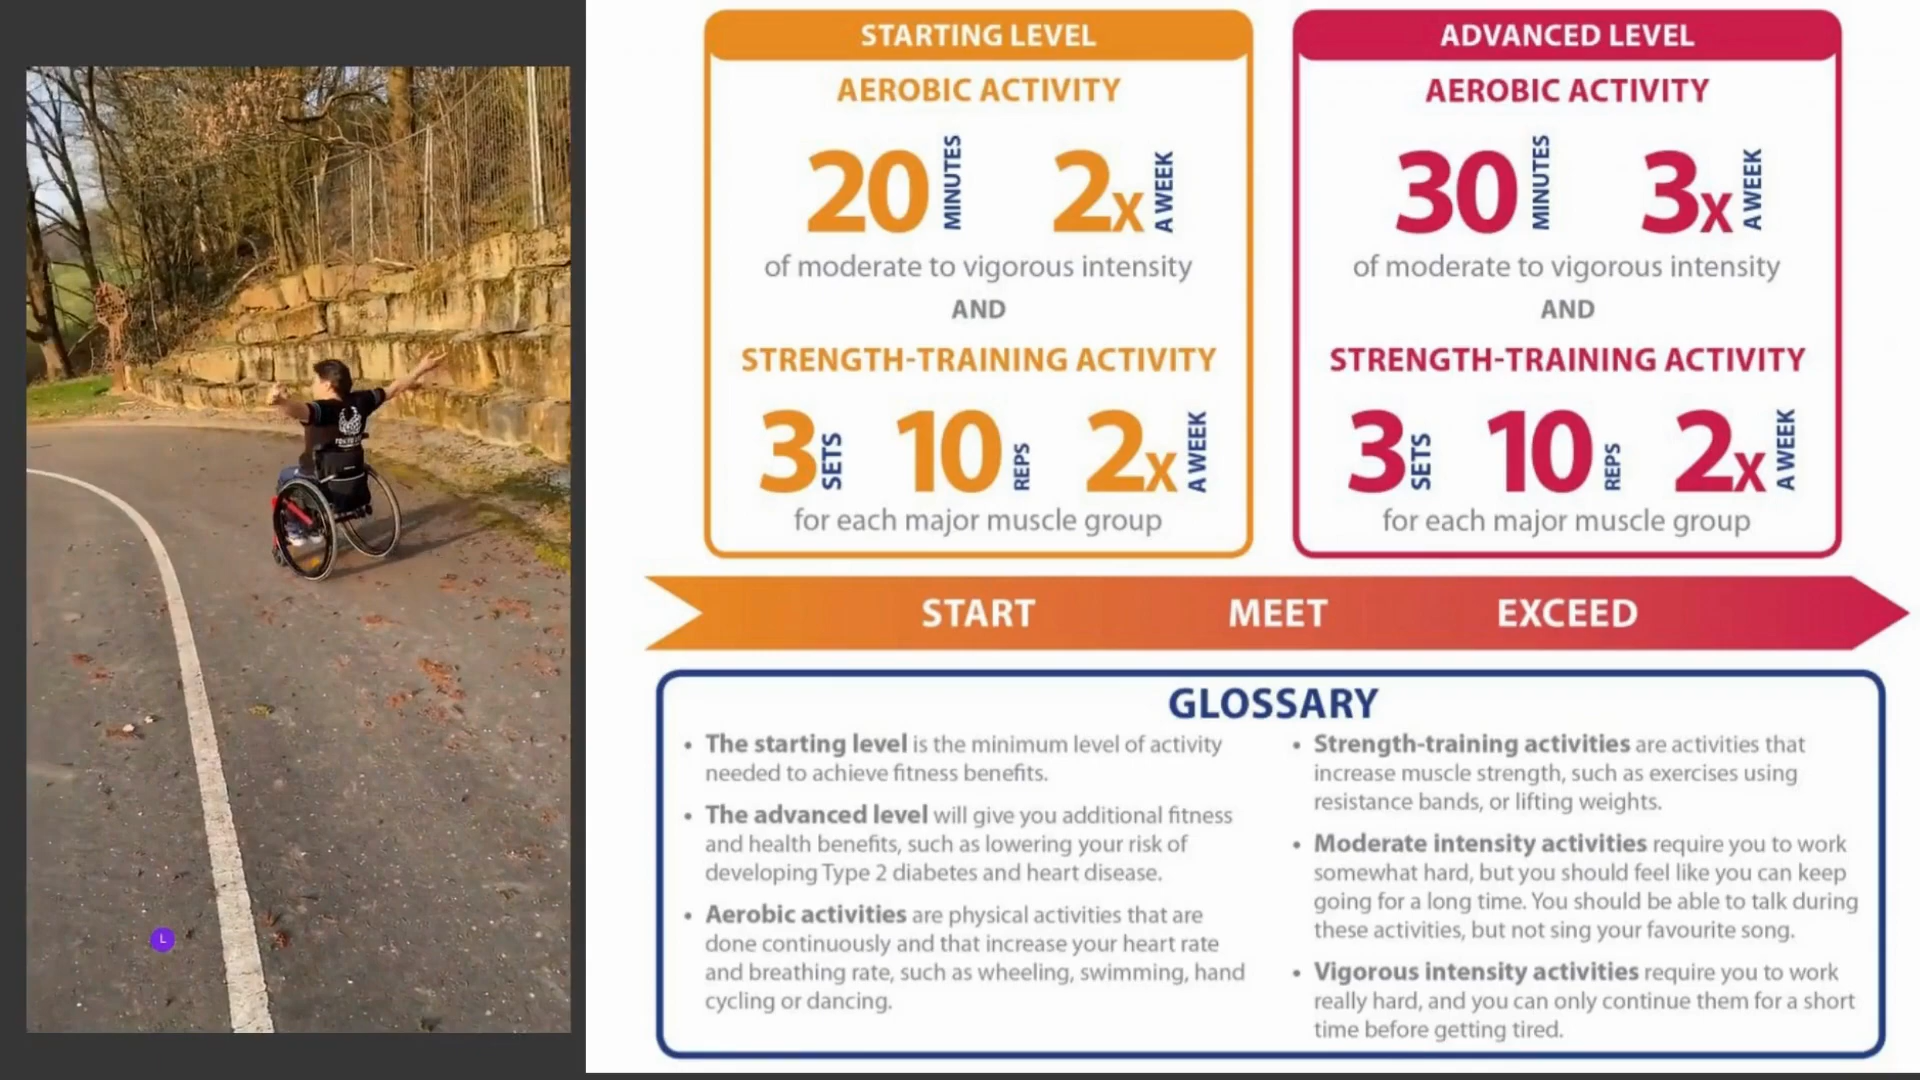 STARTING LEVEL
AEROBIC ACTIVITY
20 MINUTES 2x A WEEK
of moderate to vigorous intensity
AND
STRENGTH-TRAINING ACTIVITY
3 SETS 10 REPS 2x A WEEK
for each major muscle group
ADVANCED LEVEL
AEROBIC ACTIVITY
30 MINUTES 3x A WEEK
of moderate to vigorous intensity
AND
STRENGTH-TRAINING ACTIVITY
3 SETS 10 REPS 2x A WEEK
for each major muscle group
START MEET EXCEED
GLOSSARY
• The starting level is the minimum level of activity
needed to achieve fitness benefits.
• The advanced level will give you additional fitness
and health benefits, such as lowering your risk of
developing Type 2 diabetes and heart disease.
• Aerobic activities are physical activities that are
done continuously and that increase your heart rate
and breathing rate, such as wheeling, swimming, hand
cycling or dancing.
• Strength-training activities are activities that
increase muscle strength, such as exercises using
resistance bands, or lifting weights.
• Moderate intensity activities require you to work
somewhat hard, but you should feel like you can keep
going for a long time. You should be able to talk during
these activities, but not sing your favourite song.
• Vigorous intensity activities require you to work
really hard, and you can only continue them for a short
time before getting tired.
L